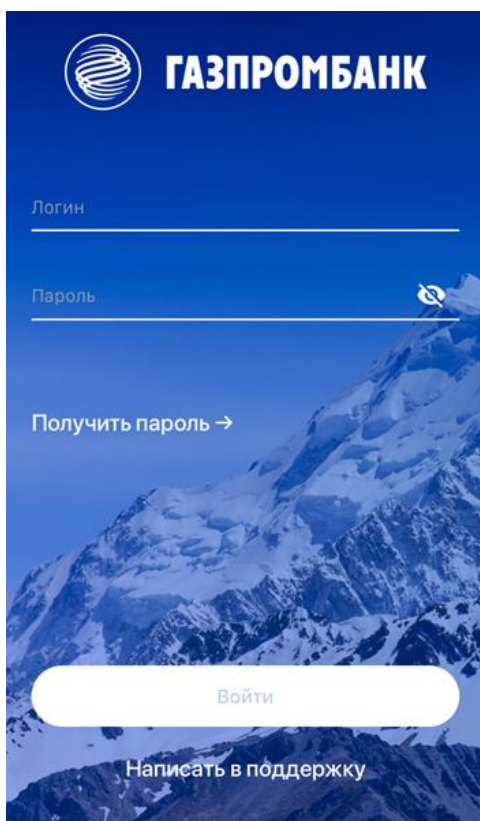 ГАЗПРОМБАНК
Логин
Пароль
Получить пароль →
Войти
Написать в поддержку